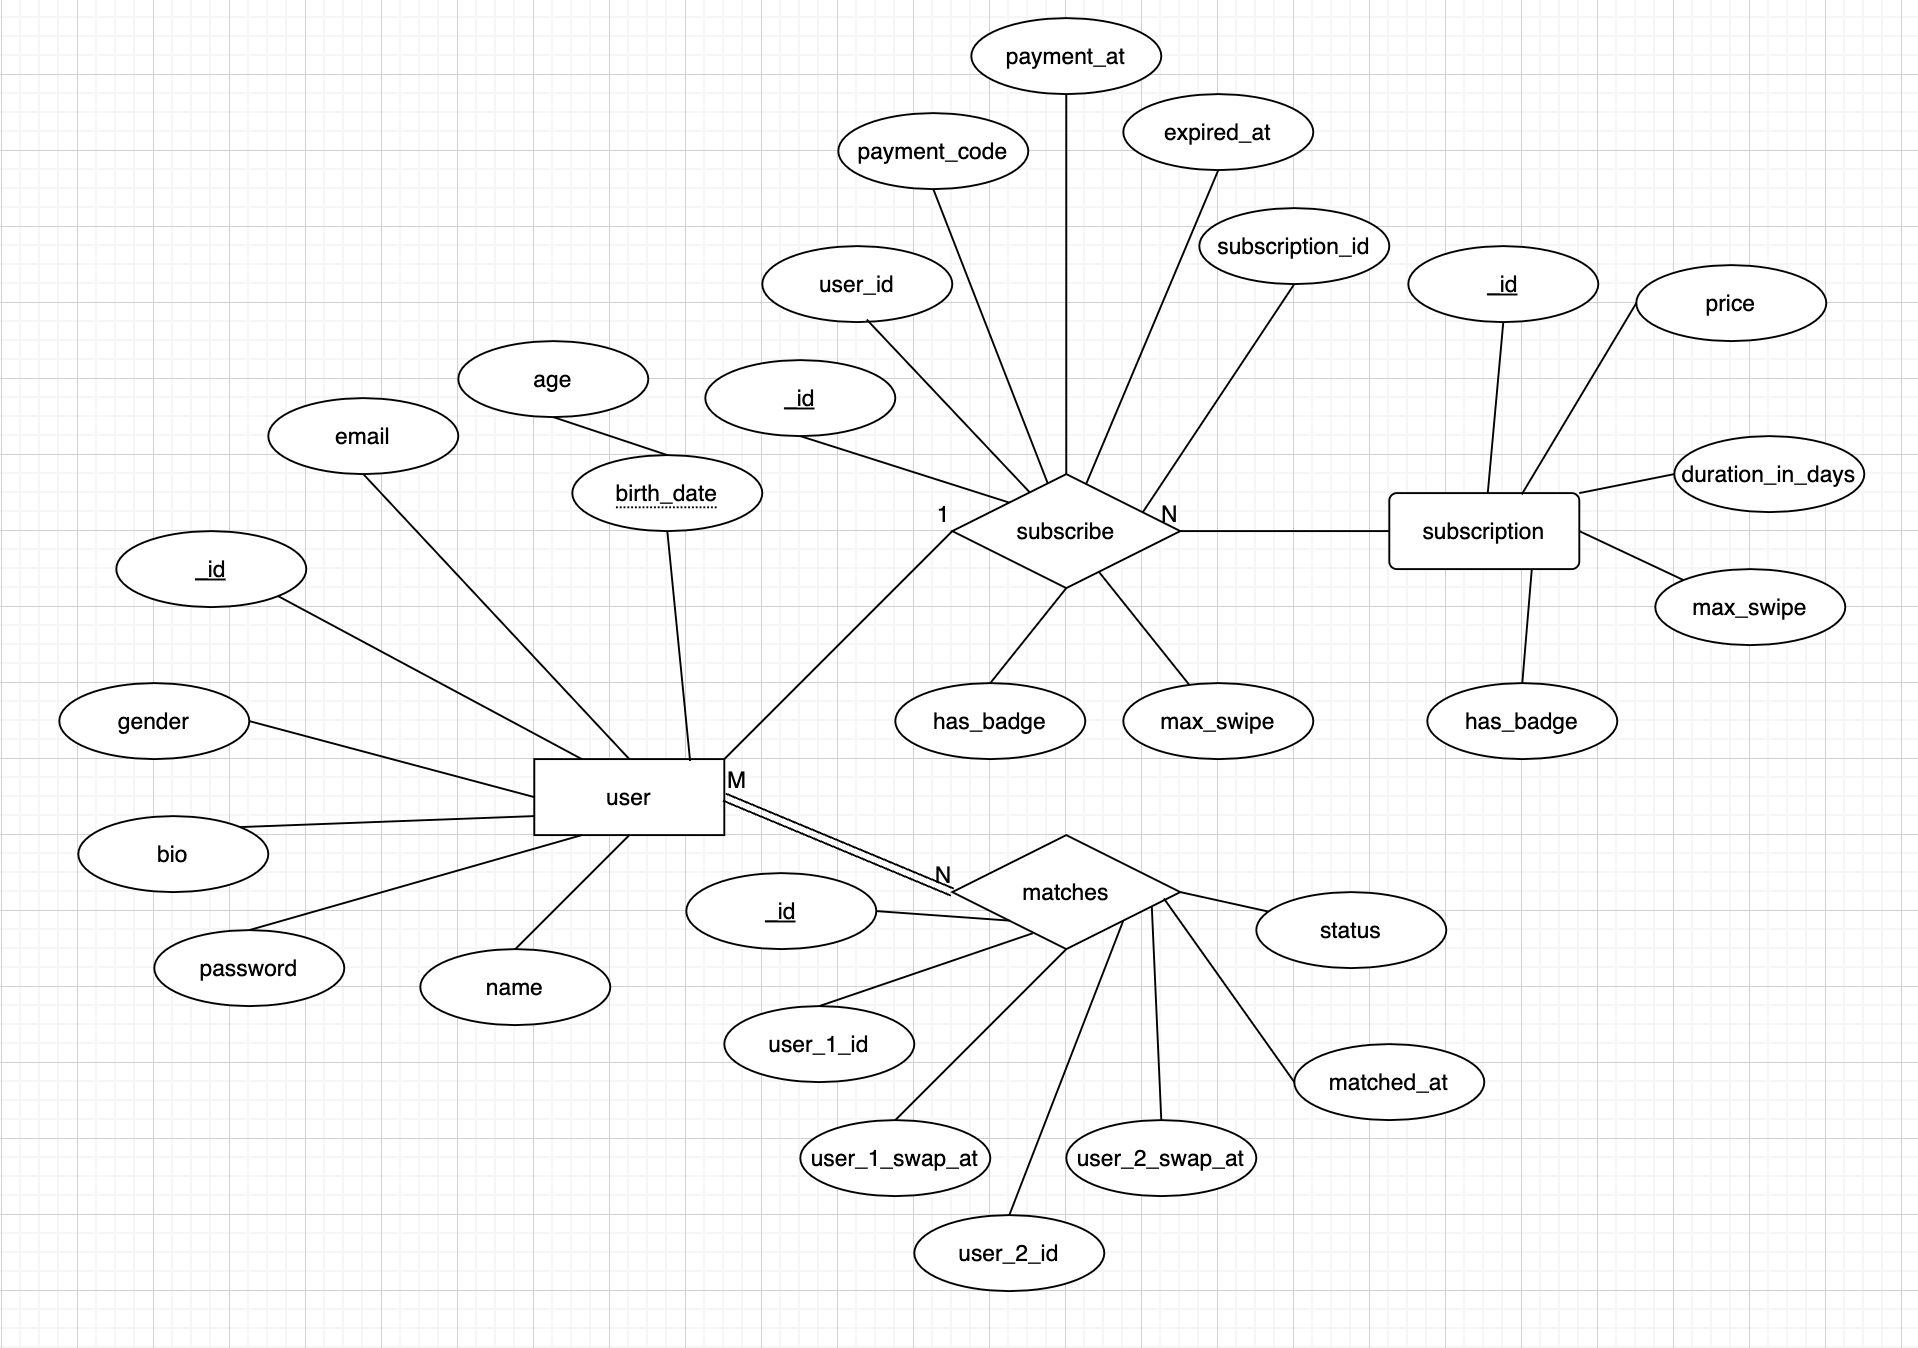 payment_at
expired_at
payment_code
subscription_id
user_id
_id
price
age
_id
email
duration_in_days
birth_date
1
N
subscribe
subscription
_id
max_swipe
gender
has_badge
max_swipe
has_badge
M
user
bio
N
matches
_id
status
password
name
user_1_id
matched_at
user_1_swap_at
user_2_swap_at
user_2_id